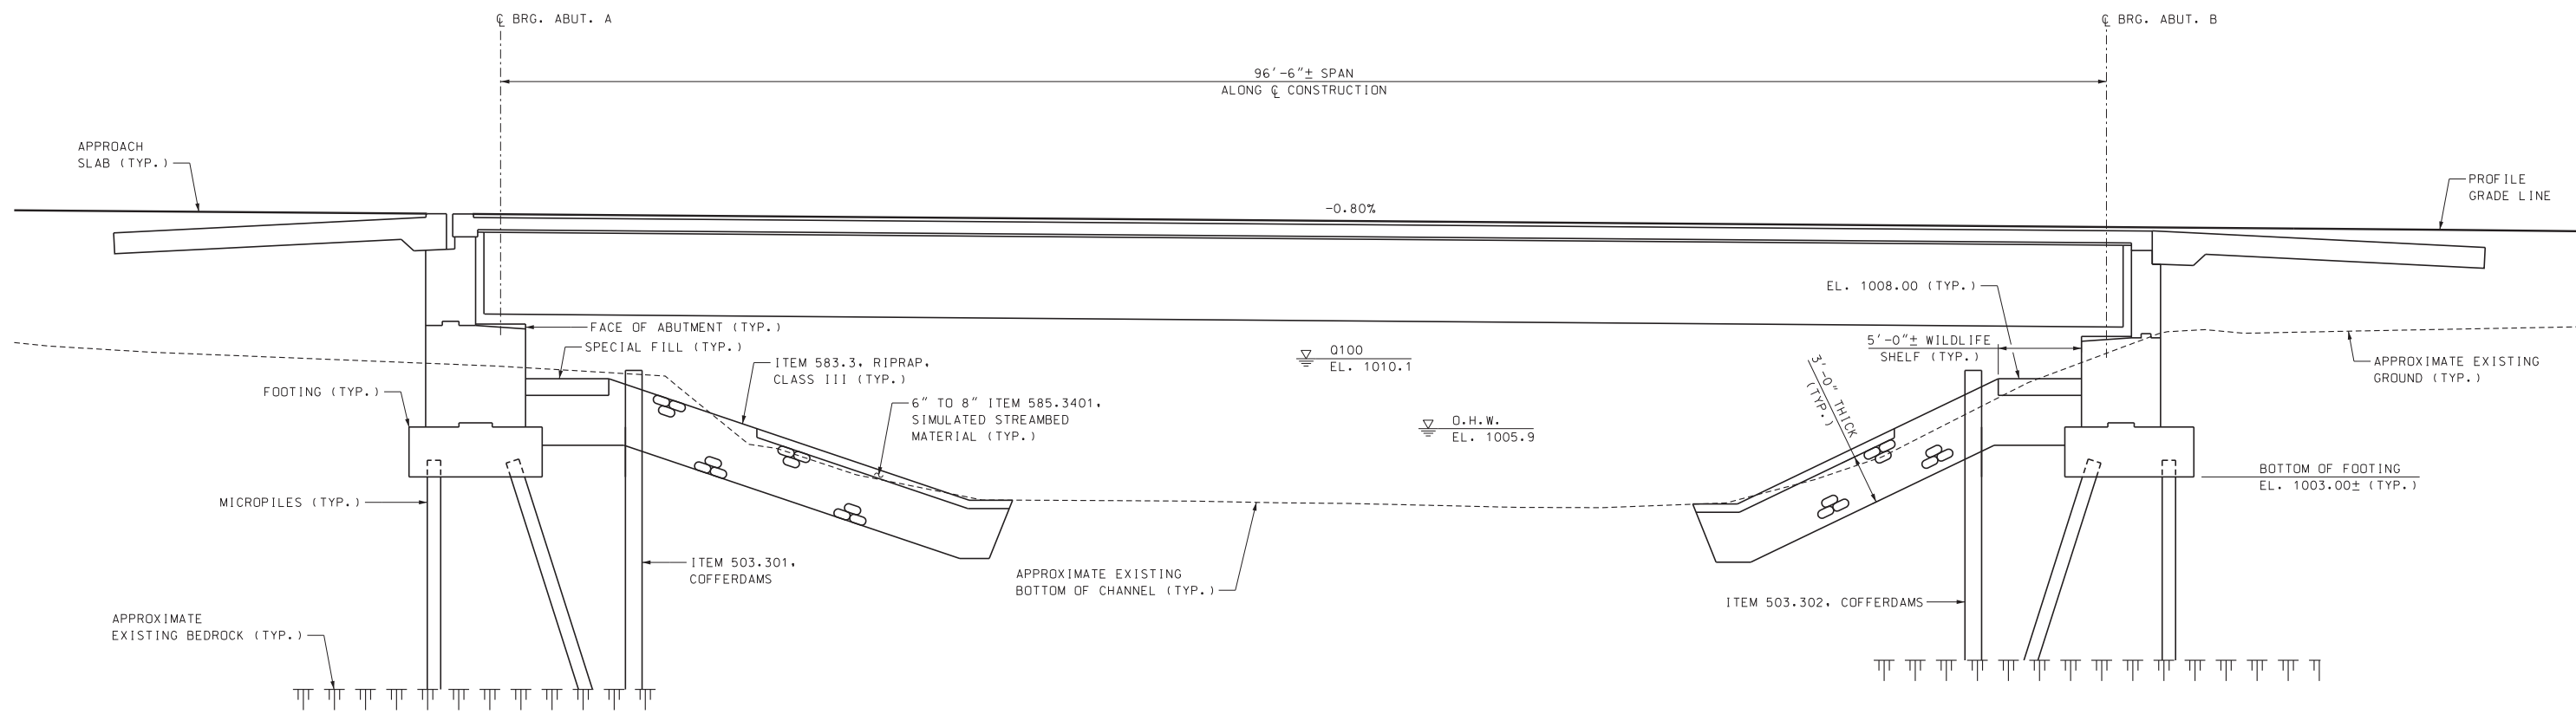 ℄ BRG. ABUT. A
℄ BRG. ABUT. B
96'-6"± SPAN
ALONG ℄ CONSTRUCTION
APPROACH
SLAB (TYP.)
PROFILE
GRADE LINE
-0.80%
EL. 1008.00 (TYP.)
FACE OF ABUTMENT (TYP.)
SPECIAL FILL (TYP.)
ITEM 583.3, RIPRAP,
CLASS III (TYP.)
Q100
EL. 1010.1
5'-0"± WILDLIFE
SHELF (TYP.)
3'-0" THICK
(TYP.)
APPROXIMATE EXISTING
GROUND (TYP.)
FOOTING (TYP.)
6" TO 8" ITEM 585.3401,
SIMULATED STREAMBED
MATERIAL (TYP.)
O.H.W.
EL. 1005.9
BOTTOM OF FOOTING
EL. 1003.00± (TYP.)
MICROPILES (TYP.)
ITEM 503.301,
COFFERDAMS
APPROXIMATE EXISTING
BOTTOM OF CHANNEL (TYP.)
ITEM 503.302, COFFERDAMS
APPROXIMATE
EXISTING BEDROCK (TYP.)